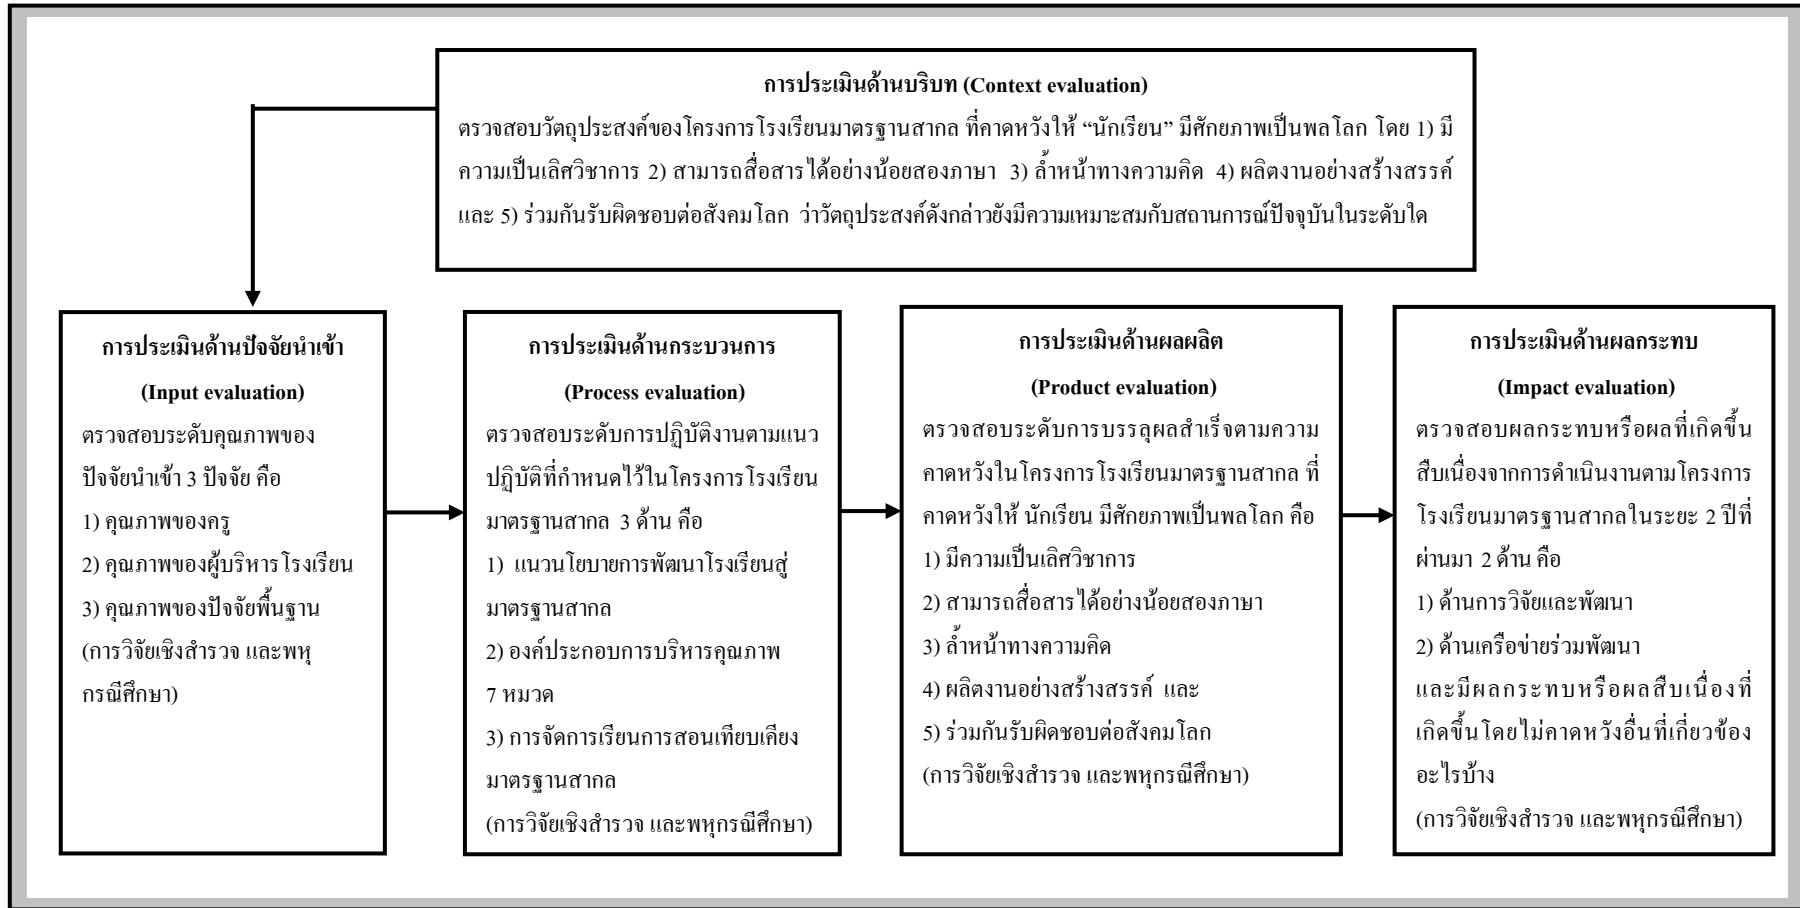 การประเมินด้านบริบท (Context evaluation)
ตรวจสอบวัตถุประสงค์ของโครงการโรงเรียนมาตรฐานสากล ที่คาดหวังให้ “นักเรียน” มีศักยภาพเป็นพลโลก โดย 1) มี
ความเป็นเลิศวิชาการ 2) สามารถสื่อสารได้อย่างน้อยสองภาษา 3) ล้ำหน้าทางความคิด 4) ผลิตงานอย่างสร้างสรรค์
และ 5) ร่วมกันรับผิดชอบต่อสังคมโลก ว่าวัตถุประสงค์ดังกล่าวยังมีความเหมาะสมกับสถานการณ์ปัจจุบันในระดับใด
การประเมินด้านปัจจัยนำเข้า
(Input evaluation)
ตรวจสอบระดับคุณภาพของ
ปัจจัยนำเข้า 3 ปัจจัย คือ
1) คุณภาพของครู
2) คุณภาพของผู้บริหารโรงเรียน
3) คุณภาพของปัจจัยพื้นฐาน
(การวิจัยเชิงสำรวจ และพหุ
กรณีศึกษา)
การประเมินด้านกระบวนการ
(Process evaluation)
ตรวจสอบระดับการปฏิบัติงานตามแนว
ปฏิบัติที่กำหนดไว้ในโครงการโรงเรียน
มาตรฐานสากล 3 ด้าน คือ
1) แนวนโยบายการพัฒนาโรงเรียนสู่
มาตรฐานสากล
2) องค์ประกอบการบริหารคุณภาพ
7 หมวด
3) การจัดการเรียนการสอนเทียบเคียง
มาตรฐานสากล
(การวิจัยเชิงสำรวจ และพหุกรณีศึกษา)
การประเมินด้านผลผลิต
(Product evaluation)
ตรวจสอบระดับการบรรลุผลสำเร็จตามความ
คาดหวังในโครงการโรงเรียนมาตรฐานสากล ที่
คาดหวังให้ นักเรียน มีศักยภาพเป็นพลโลก คือ
1) มีความเป็นเลิศวิชาการ
2) สามารถสื่อสารได้อย่างน้อยสองภาษา
3) ล้ำหน้าทางความคิด
4) ผลิตงานอย่างสร้างสรรค์ และ
5) ร่วมกันรับผิดชอบต่อสังคมโลก
(การวิจัยเชิงสำรวจ และพหุกรณีศึกษา)
การประเมินด้านผลกระทบ
(Impact evaluation)
ตรวจสอบผลกระทบหรือผลที่เกิดขึ้น
สืบเนื่องจากการดำเนินงานตามโครงการ
โรงเรียนมาตรฐานสากลในระยะ 2 ปีที่
ผ่านมา 2 ด้าน คือ
1) ด้านการวิจัยและพัฒนา
2) ด้านเครือข่ายร่วมพัฒนา
และมีผลกระทบหรือผลสืบเนื่องที่
เกิดขึ้นโดยไม่คาดหวังอื่นที่เกี่ยวข้อง
อะไรบ้าง
(การวิจัยเชิงสำรวจ และพหุกรณีศึกษา)